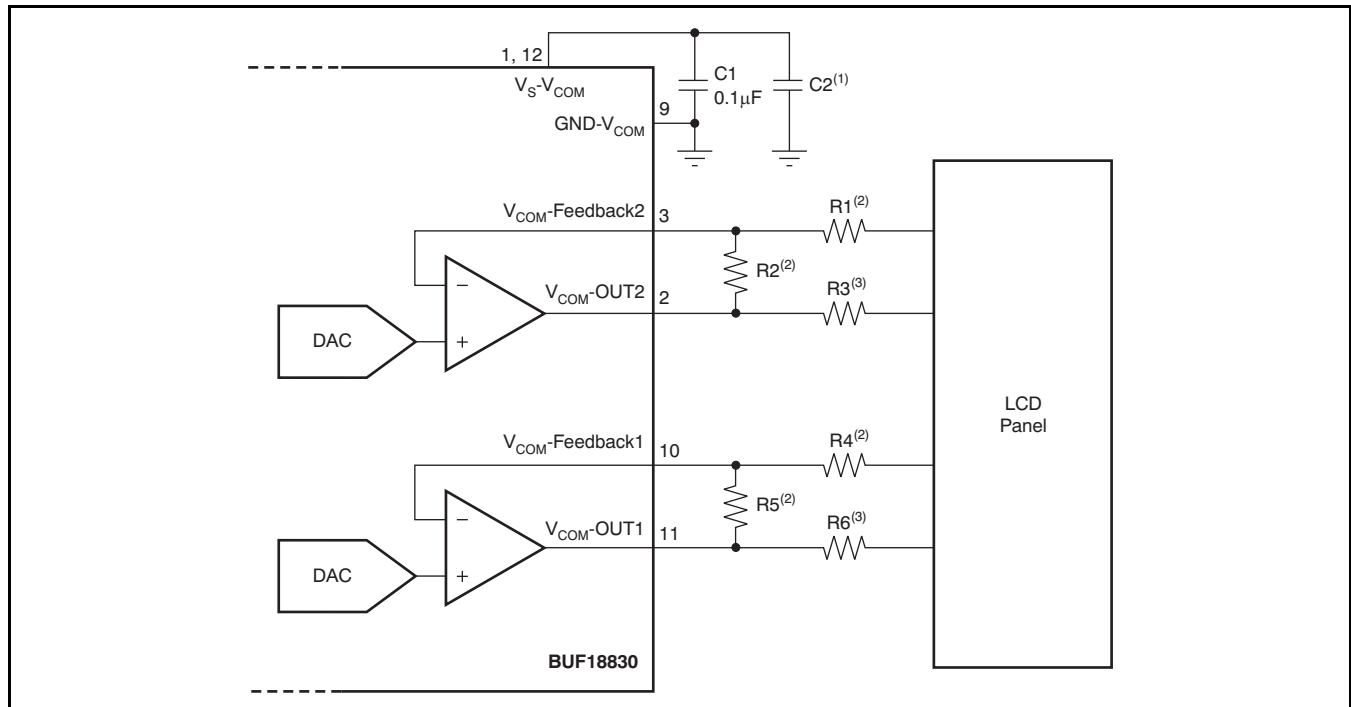 1, 12
V_S-V_COM
C1
0.1μF
C2(1)
9
GND-V_COM
V_COM-Feedback2
3
R1(2)
R2(2)
V_COM-OUT2
2
R3(3)
−
DAC
+
LCD
Panel
V_COM-Feedback1
10
R4(2)
R5(2)
V_COM-OUT1
11
R6(3)
−
DAC
+
BUF18830